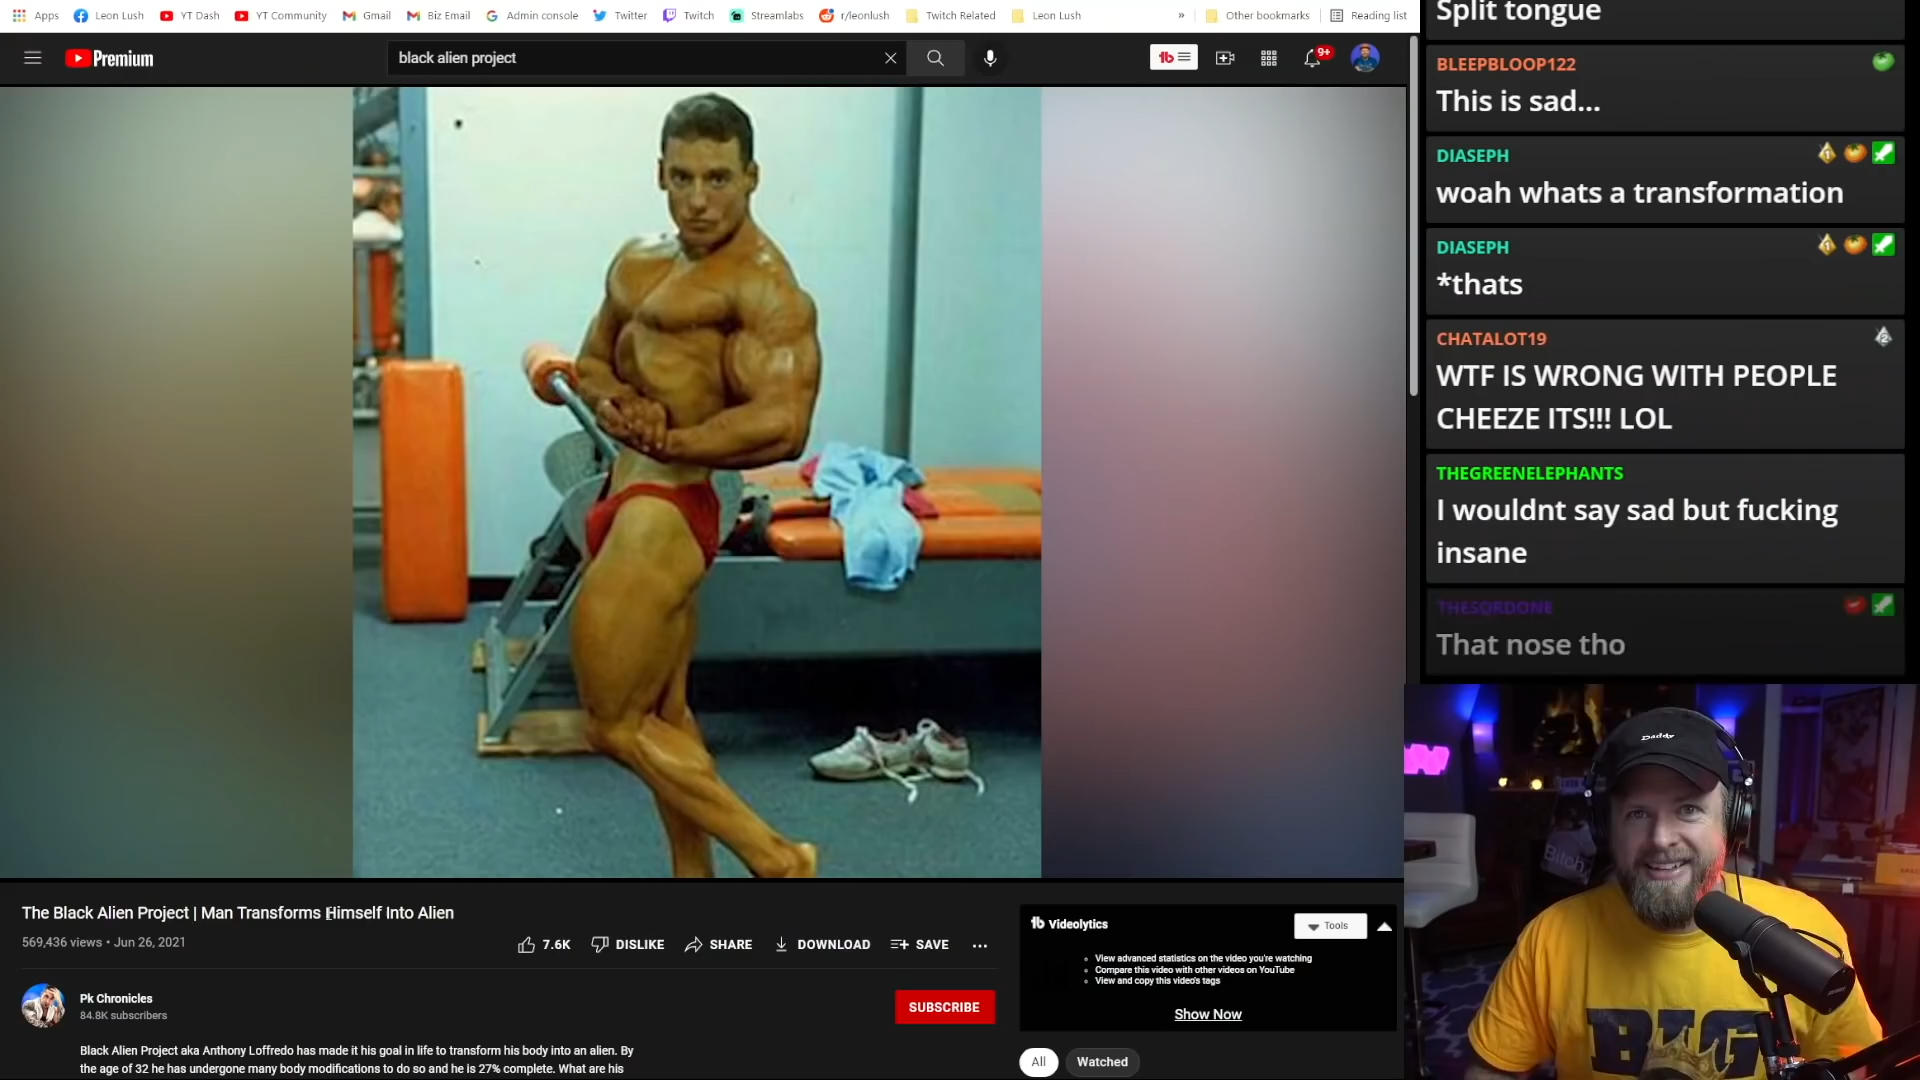 Apps
Leon Lush
YT Dash
YT Community
Gmail
Biz Email
Admin console
Twitter
Twitch
Streamlabs
r/leonlush
Twitch Related
Leon Lush
»
Other bookmarks
Reading list
Premium
black alien project
9+
The Black Alien Project | Man Transforms Himself Into Alien
569,436 views • Jun 26, 2021
7.6K
DISLIKE
SHARE
DOWNLOAD
SAVE
Pk Chronicles
84.8K subscribers
SUBSCRIBE
Black Alien Project aka Anthony Loffredo has made it his goal in life to transform his body into an alien. By
the age of 32 he has undergone many body modifications to do so and he is 27% complete. What are his
Videolytics
Tools
View advanced statistics on the video you're watching
Compare this video with other videos on YouTube
View and copy this video's tags
Show Now
All
Watched
Split tongue
BLEEPBLOOP122
This is sad...
DIASEPH
woah whats a transformation
DIASEPH
*thats
CHATALOT19
WTF IS WRONG WITH PEOPLE
CHEEZE ITS!!! LOL
THEGREENELEPHANTS
I wouldnt say sad but fucking
insane
THESQRDONE
That nose tho
Daddy
Bitch
BIG